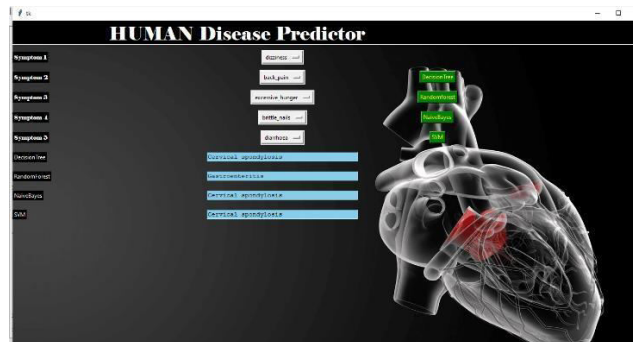 tk
HUMAN Disease Predictor
Symptom 1 dizziness
Symptom 2 back_pain DecisionTree
Symptom 3 excessive_hunger Randomforest
Symptom 4 brittle_nails NaiveBayes
Symptom 5 diarrhoea SVM
DecisionTree Cervical spondylosis
RandomForest Gastroenteritis
NaiveBayes Cervical spondylosis
SVM Cervical spondylosis